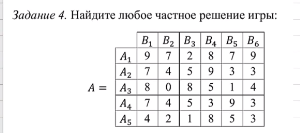 Задание 4. Найдите любое частное решение игры:
B₁ B₂ B₃ B₄ B₅ B₆
A₁ 9 7 2 8 7 9
A₂ 7 4 5 9 3 3
A = A₃ 8 0 8 5 1 4
A₄ 7 4 5 3 9 3
A₅ 4 2 1 8 5 3